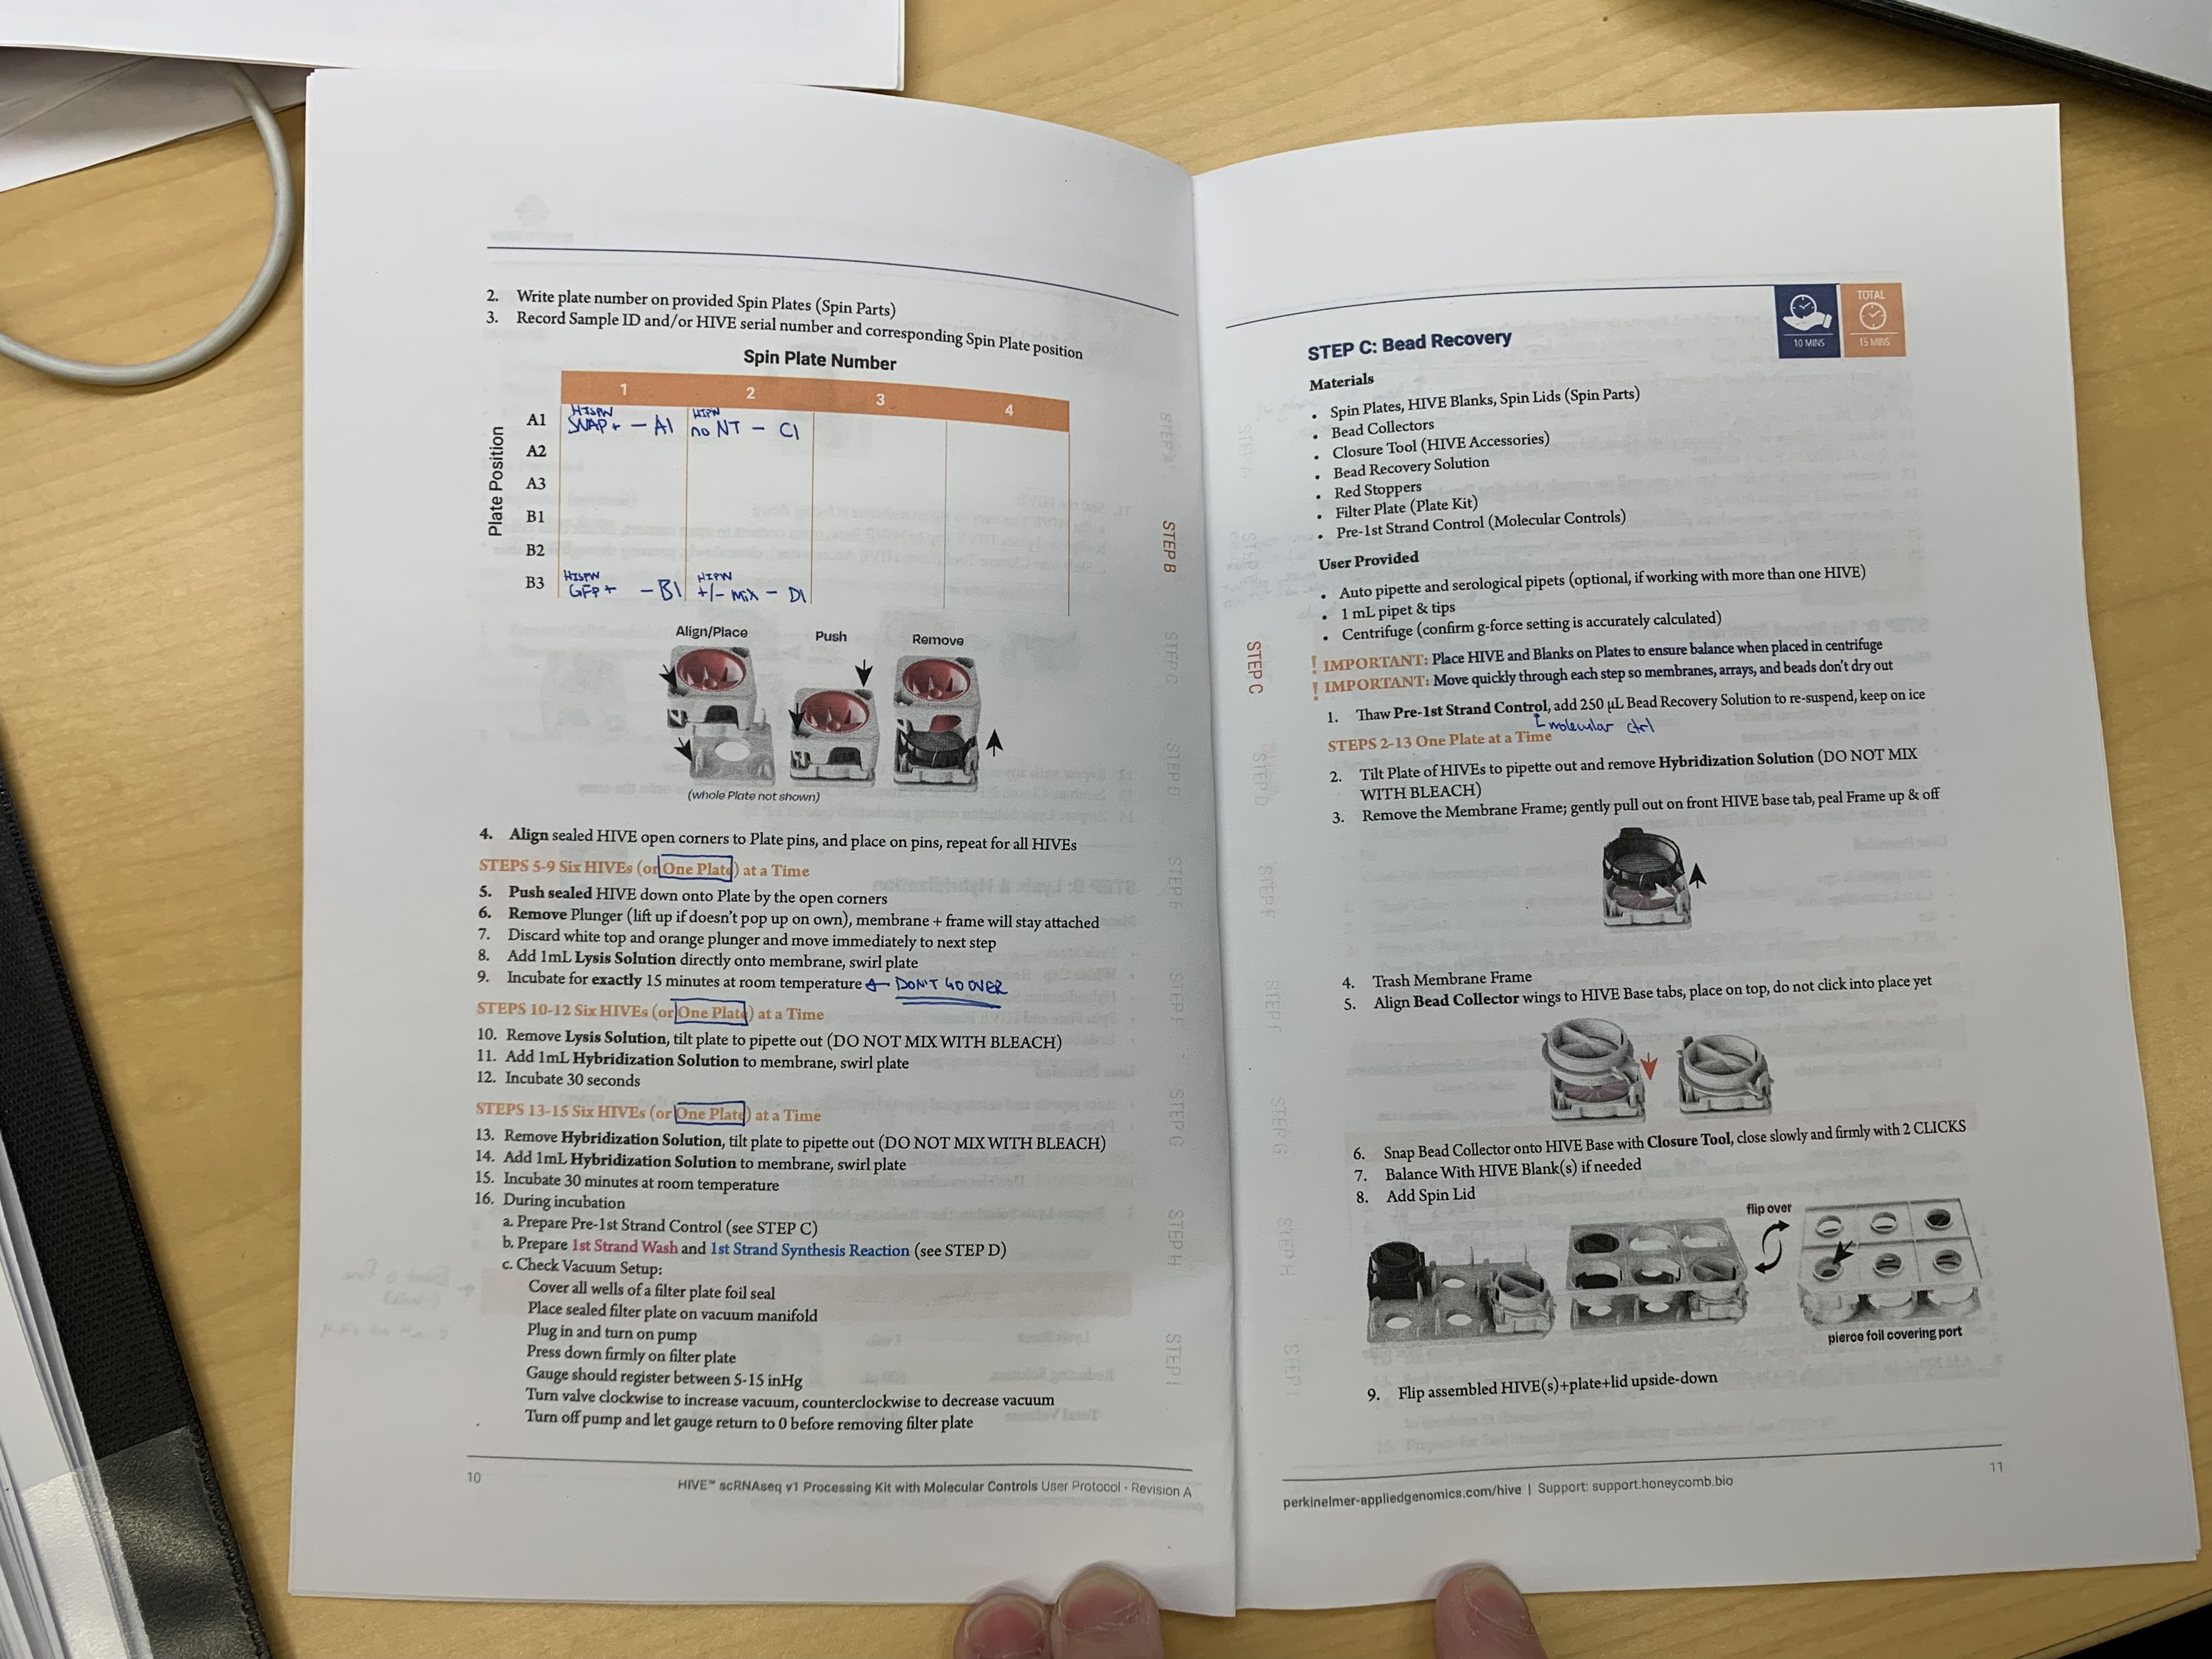 2. Write plate number on provided Spin Plates (Spin Parts)
3. Record Sample ID and/or HIVE serial number and corresponding Spin Plate position
Spin Plate Number
1 2 3 4
Plate Position
A1 HISPW SNAP+ – A1 HIPW no NT – C1
A2
A3
B1
B2
B3 HISPW GFP+ – B1 HIPW +/- MIX – D1
Align/Place Push Remove
(whole Plate not shown)
4. Align sealed HIVE open corners to Plate pins, and place on pins, repeat for all HIVEs
STEPS 5-9 Six HIVEs (or One Plate) at a Time
5. Push sealed HIVE down onto Plate by the open corners
6. Remove Plunger (lift up if doesn't pop up on own), membrane + frame will stay attached
7. Discard white top and orange plunger and move immediately to next step
8. Add 1mL Lysis Solution directly onto membrane, swirl plate
9. Incubate for exactly 15 minutes at room temperature ← DON'T GO OVER
STEPS 10-12 Six HIVEs (or One Plate) at a Time
10. Remove Lysis Solution, tilt plate to pipette out (DO NOT MIX WITH BLEACH)
11. Add 1mL Hybridization Solution to membrane, swirl plate
12. Incubate 30 seconds
STEPS 13-15 Six HIVEs (or One Plate) at a Time
13. Remove Hybridization Solution, tilt plate to pipette out (DO NOT MIX WITH BLEACH)
14. Add 1mL Hybridization Solution to membrane, swirl plate
15. Incubate 30 minutes at room temperature
16. During incubation
a. Prepare Pre-1st Strand Control (see STEP C)
b. Prepare 1st Strand Wash and 1st Strand Synthesis Reaction (see STEP D)
c. Check Vacuum Setup:
Cover all wells of a filter plate foil seal
Place sealed filter plate on vacuum manifold
Plug in and turn on pump
Press down firmly on filter plate
Gauge should register between 5-15 inHg
Turn valve clockwise to increase vacuum, counterclockwise to decrease vacuum
Turn off pump and let gauge return to 0 before removing filter plate
10
HIVE™ scRNAseq v1 Processing Kit with Molecular Controls User Protocol - Revision A
STEP A
STEP B
STEP C
STEP D
STEP E
STEP F
STEP G
STEP H
STEP I
10 MINS
TOTAL
15 MINS
STEP C: Bead Recovery
Materials
• Spin Plates, HIVE Blanks, Spin Lids (Spin Parts)
• Bead Collectors
• Closure Tool (HIVE Accessories)
• Bead Recovery Solution
• Red Stoppers
• Filter Plate (Plate Kit)
• Pre-1st Strand Control (Molecular Controls)
User Provided
• Auto pipette and serological pipets (optional, if working with more than one HIVE)
• 1 mL pipet & tips
• Centrifuge (confirm g-force setting is accurately calculated)
! IMPORTANT: Place HIVE and Blanks on Plates to ensure balance when placed in centrifuge
! IMPORTANT: Move quickly through each step so membranes, arrays, and beads don't dry out
1. Thaw Pre-1st Strand Control, add 250 µL Bead Recovery Solution to re-suspend, keep on ice
molecular ctrl
STEPS 2-13 One Plate at a Time
2. Tilt Plate of HIVEs to pipette out and remove Hybridization Solution (DO NOT MIX
WITH BLEACH)
3. Remove the Membrane Frame; gently pull out on front HIVE base tab, peal Frame up & off
4. Trash Membrane Frame
5. Align Bead Collector wings to HIVE Base tabs, place on top, do not click into place yet
6. Snap Bead Collector onto HIVE Base with Closure Tool, close slowly and firmly with 2 CLICKS
7. Balance With HIVE Blank(s) if needed
8. Add Spin Lid
flip over
pierce foil covering port
9. Flip assembled HIVE(s)+plate+lid upside-down
11
perkinelmer-appliedgenomics.com/hive | Support: support.honeycomb.bio
STEP C
STEP D
STEP E
STEP F
STEP G
STEP H
STEP I